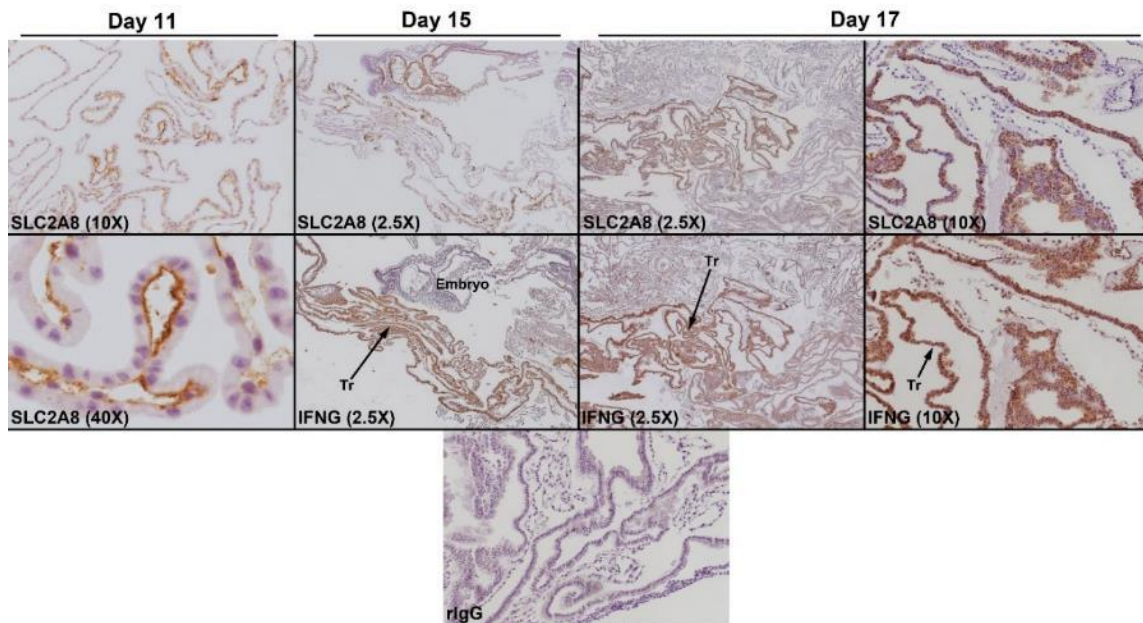 Day 11
Day 15
Day 17
SLC2A8 (10X)
SLC2A8 (2.5X)
SLC2A8 (2.5X)
SLC2A8 (10X)
Embryo
Tr
Tr
Tr
SLC2A8 (40X)
IFNG (2.5X)
IFNG (2.5X)
IFNG (10X)
rIgG